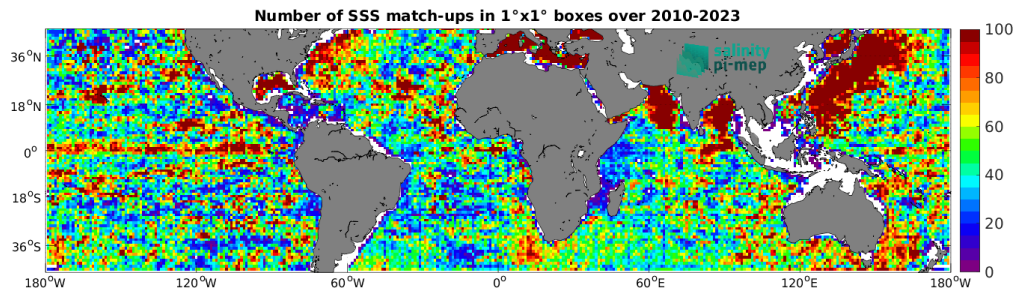 Number of SSS match-ups in 1°x1° boxes over 2010-2023
salinity
pi-mep
36°N
18°N
0°
18°S
36°S
180°W
120°W
60°W
0°
60°E
120°E
180°W
100
80
60
40
20
0